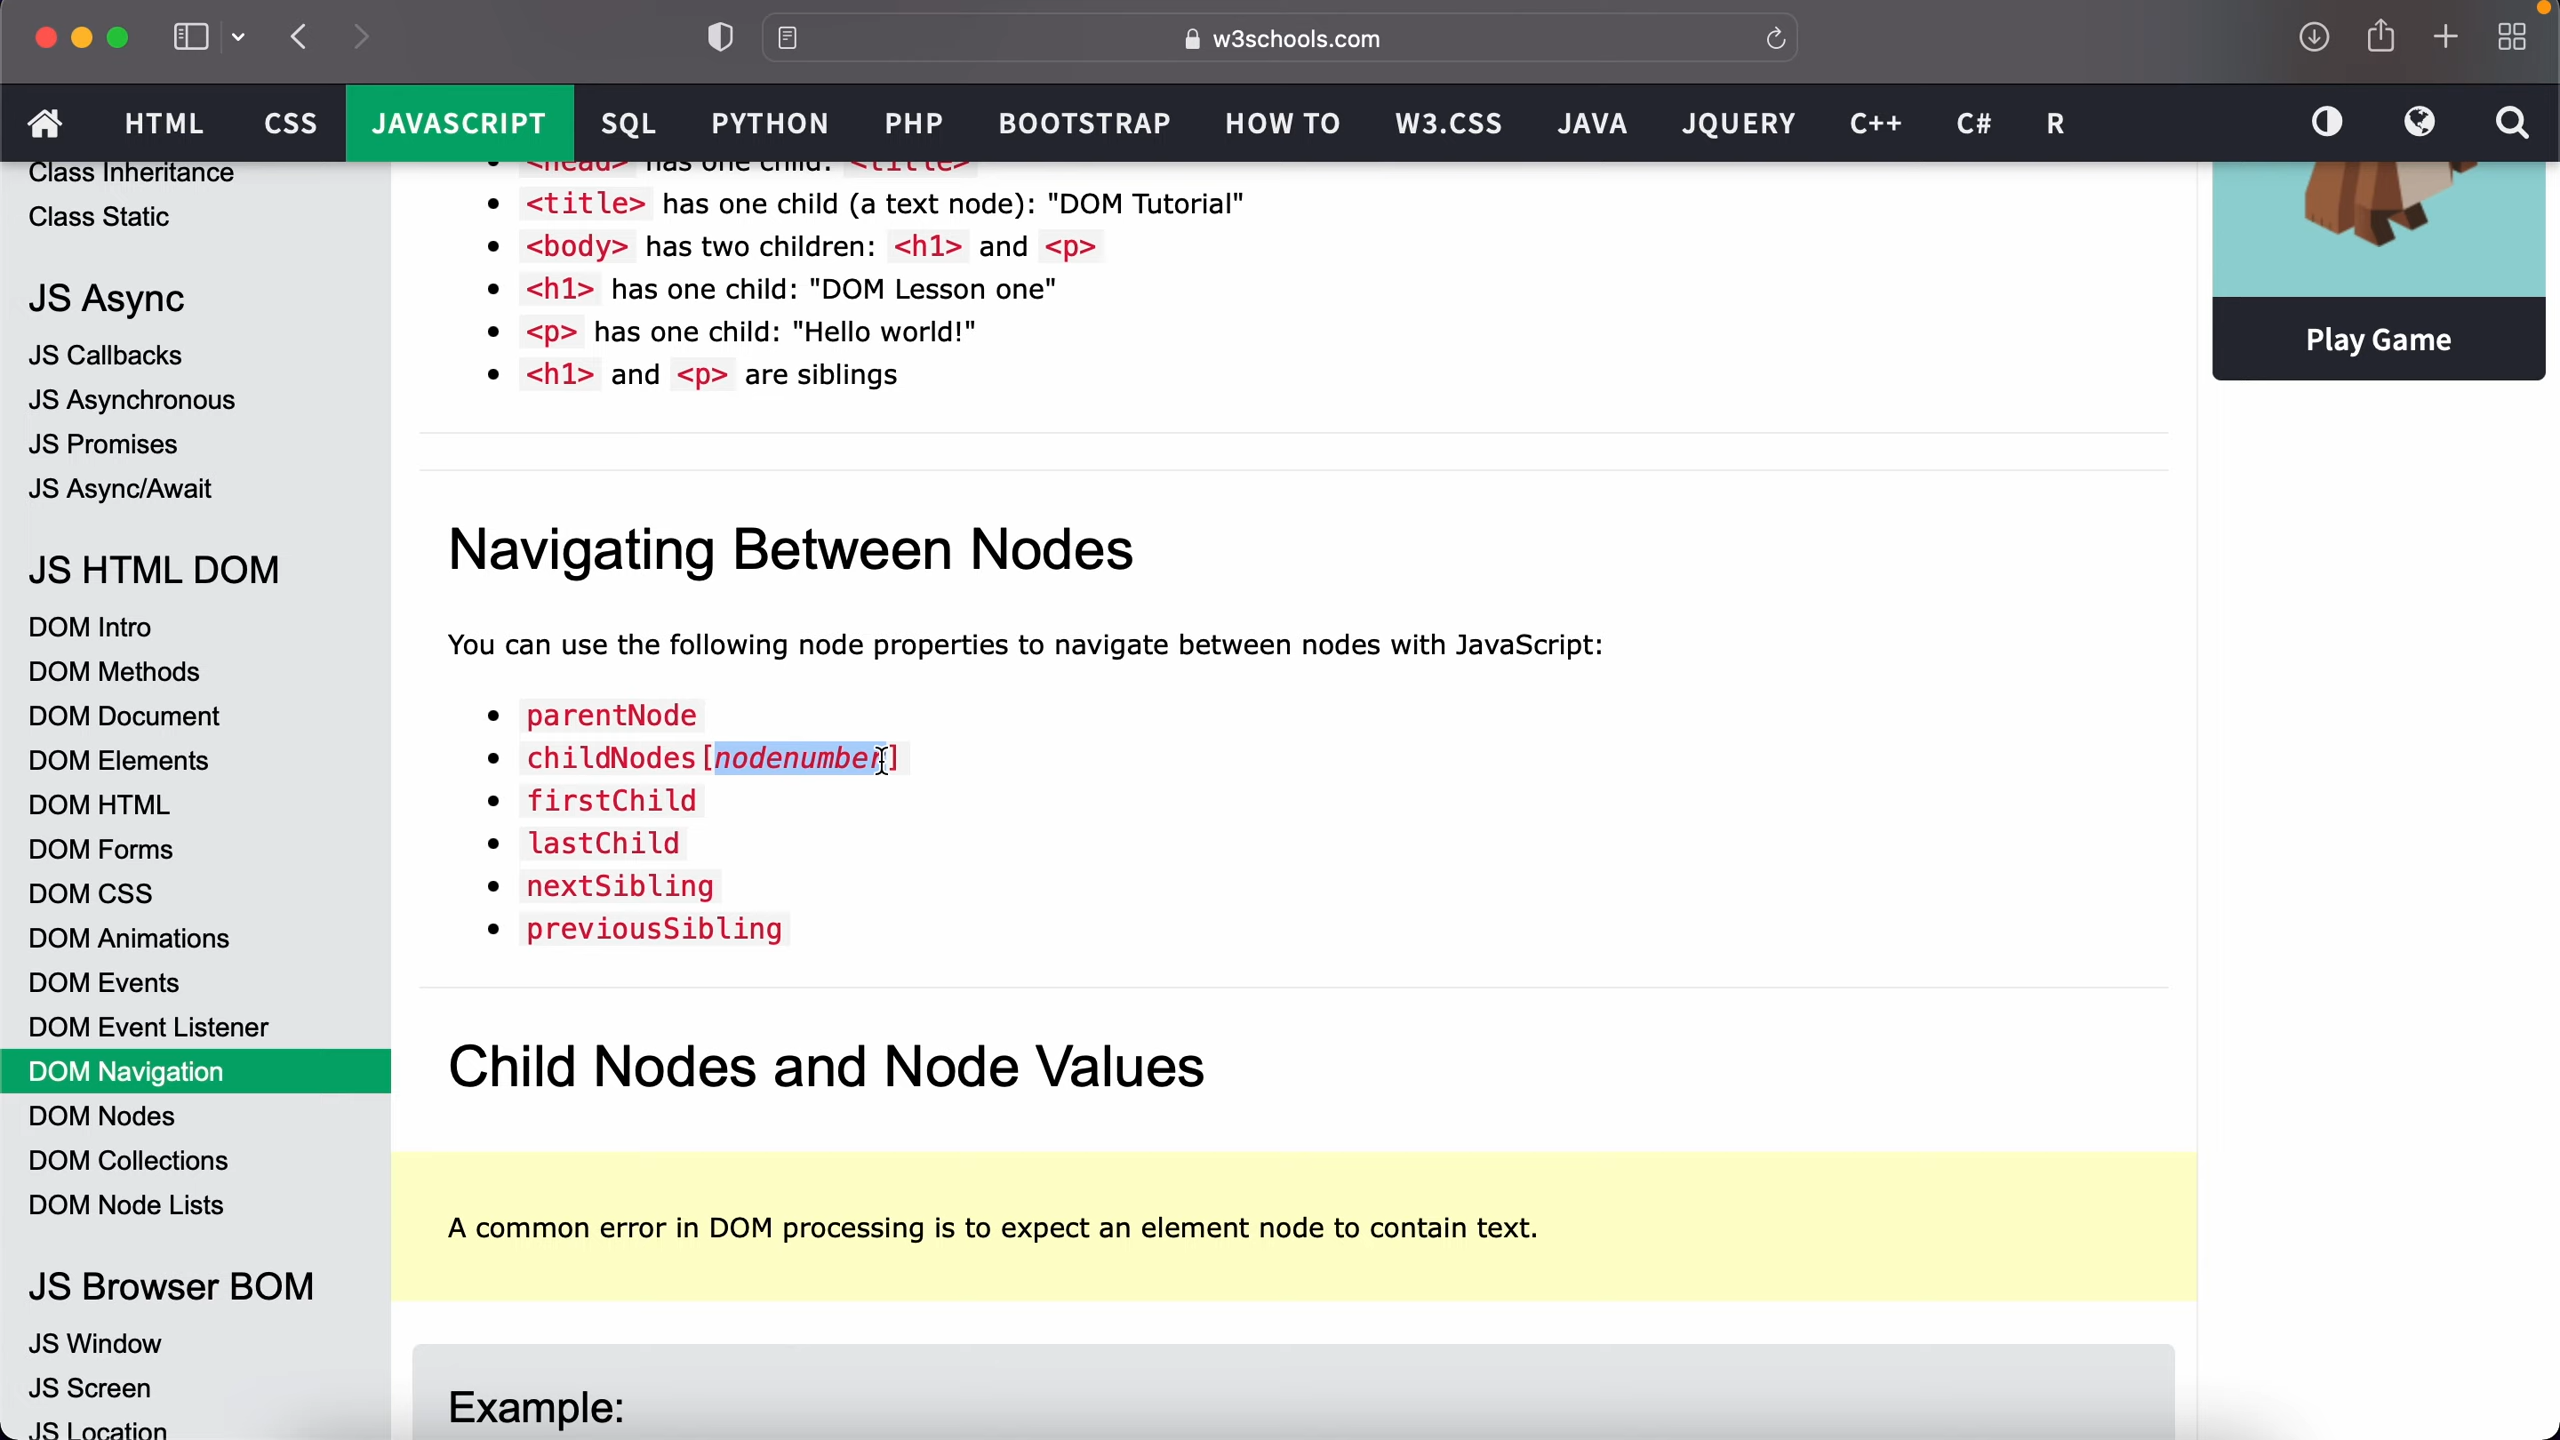 w3schools.com
HTML CSS JAVASCRIPT SQL PYTHON PHP BOOTSTRAP HOW TO W3.CSS JAVA JQUERY C++ C# R
Class Inheritance
Class Static
JS Async
JS Callbacks
JS Asynchronous
JS Promises
JS Async/Await
JS HTML DOM
DOM Intro
DOM Methods
DOM Document
DOM Elements
DOM HTML
DOM Forms
DOM CSS
DOM Animations
DOM Events
DOM Event Listener
DOM Navigation
DOM Nodes
DOM Collections
DOM Node Lists
JS Browser BOM
JS Window
JS Screen
JS Location
<head> has one child: <title>
<title> has one child (a text node): "DOM Tutorial"
<body> has two children: <h1> and <p>
<h1> has one child: "DOM Lesson one"
<p> has one child: "Hello world!"
<h1> and <p> are siblings
Navigating Between Nodes
You can use the following node properties to navigate between nodes with JavaScript:
parentNode
childNodes[nodenumber]
firstChild
lastChild
nextSibling
previousSibling
Child Nodes and Node Values
A common error in DOM processing is to expect an element node to contain text.
Example:
Play Game